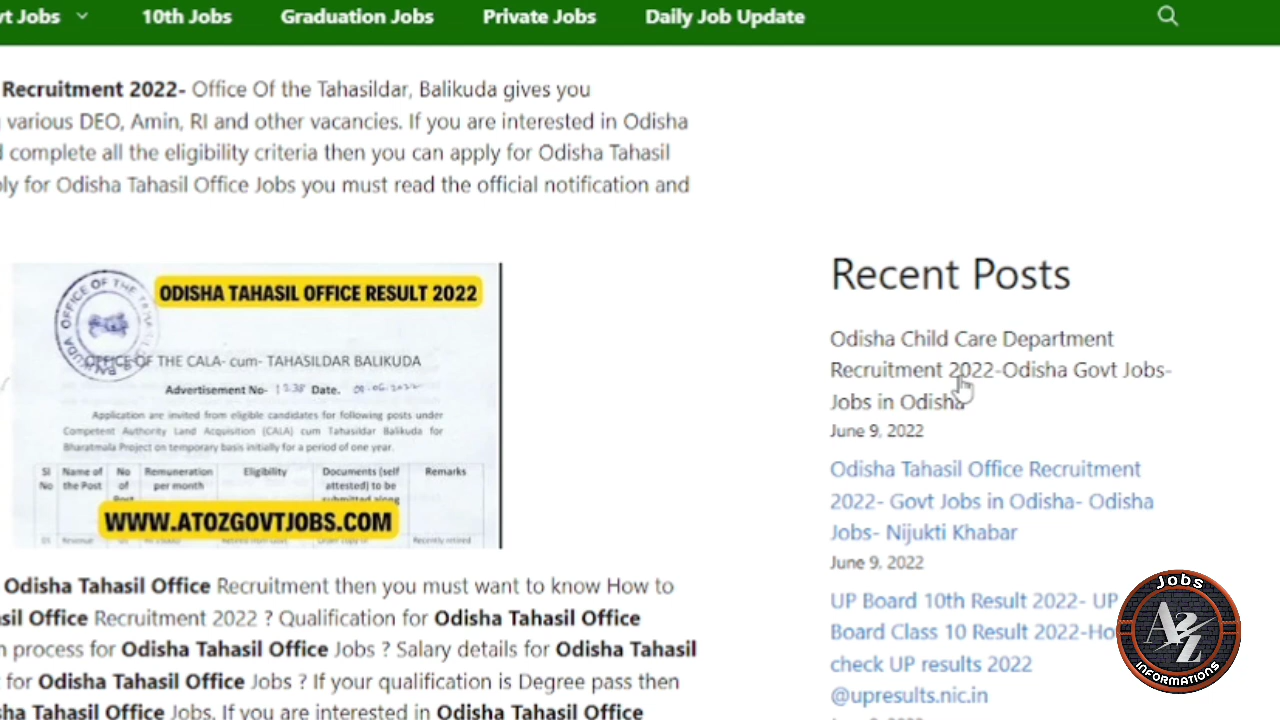 vt Jobs
10th Jobs
Graduation Jobs
Private Jobs
Daily Job Update
Recruitment 2022- Office Of the Tahasildar, Balikuda gives you
various DEO, Amin, RI and other vacancies. If you are interested in Odisha
complete all the eligibility criteria then you can apply for Odisha Tahasil
ly for Odisha Tahasil Office Jobs you must read the official notification and
ODISHA TAHASIL OFFICE RESULT 2022
OFFICE OF THE CALA- cum- TAHASILDAR BALIKUDA
Advertisement No- 1238 Date.
Application are invited from eligible candidates for following posts under
Competent Authority Land Acquisition (CALA) cum Tahasildar Balikuda for
Bharatmala Project on temporary basis initially for a period of one year.
Sl No
Name of the Post
No of Post
Remuneration per month
Eligibility
Documents (self attested) to be submitted along
Remarks
WWW.ATOZGOVTJOBS.COM
Odisha Tahasil Office Recruitment then you must want to know How to
sil Office Recruitment 2022 ? Qualification for Odisha Tahasil Office
process for Odisha Tahasil Office Jobs ? Salary details for Odisha Tahasil
for Odisha Tahasil Office Jobs ? If your qualification is Degree pass then
ha Tahasil Office Jobs. If you are interested in Odisha Tahasil Office
Recent Posts
Odisha Child Care Department
Recruitment 2022-Odisha Govt Jobs-
Jobs in Odisha
June 9, 2022
Odisha Tahasil Office Recruitment
2022- Govt Jobs in Odisha- Odisha
Jobs- Nijukti Khabar
June 9, 2022
UP Board 10th Result 2022- UP
Board Class 10 Result 2022-Ho
check UP results 2022
@upresults.nic.in
Jobs
A2Z
INFORMATIONS